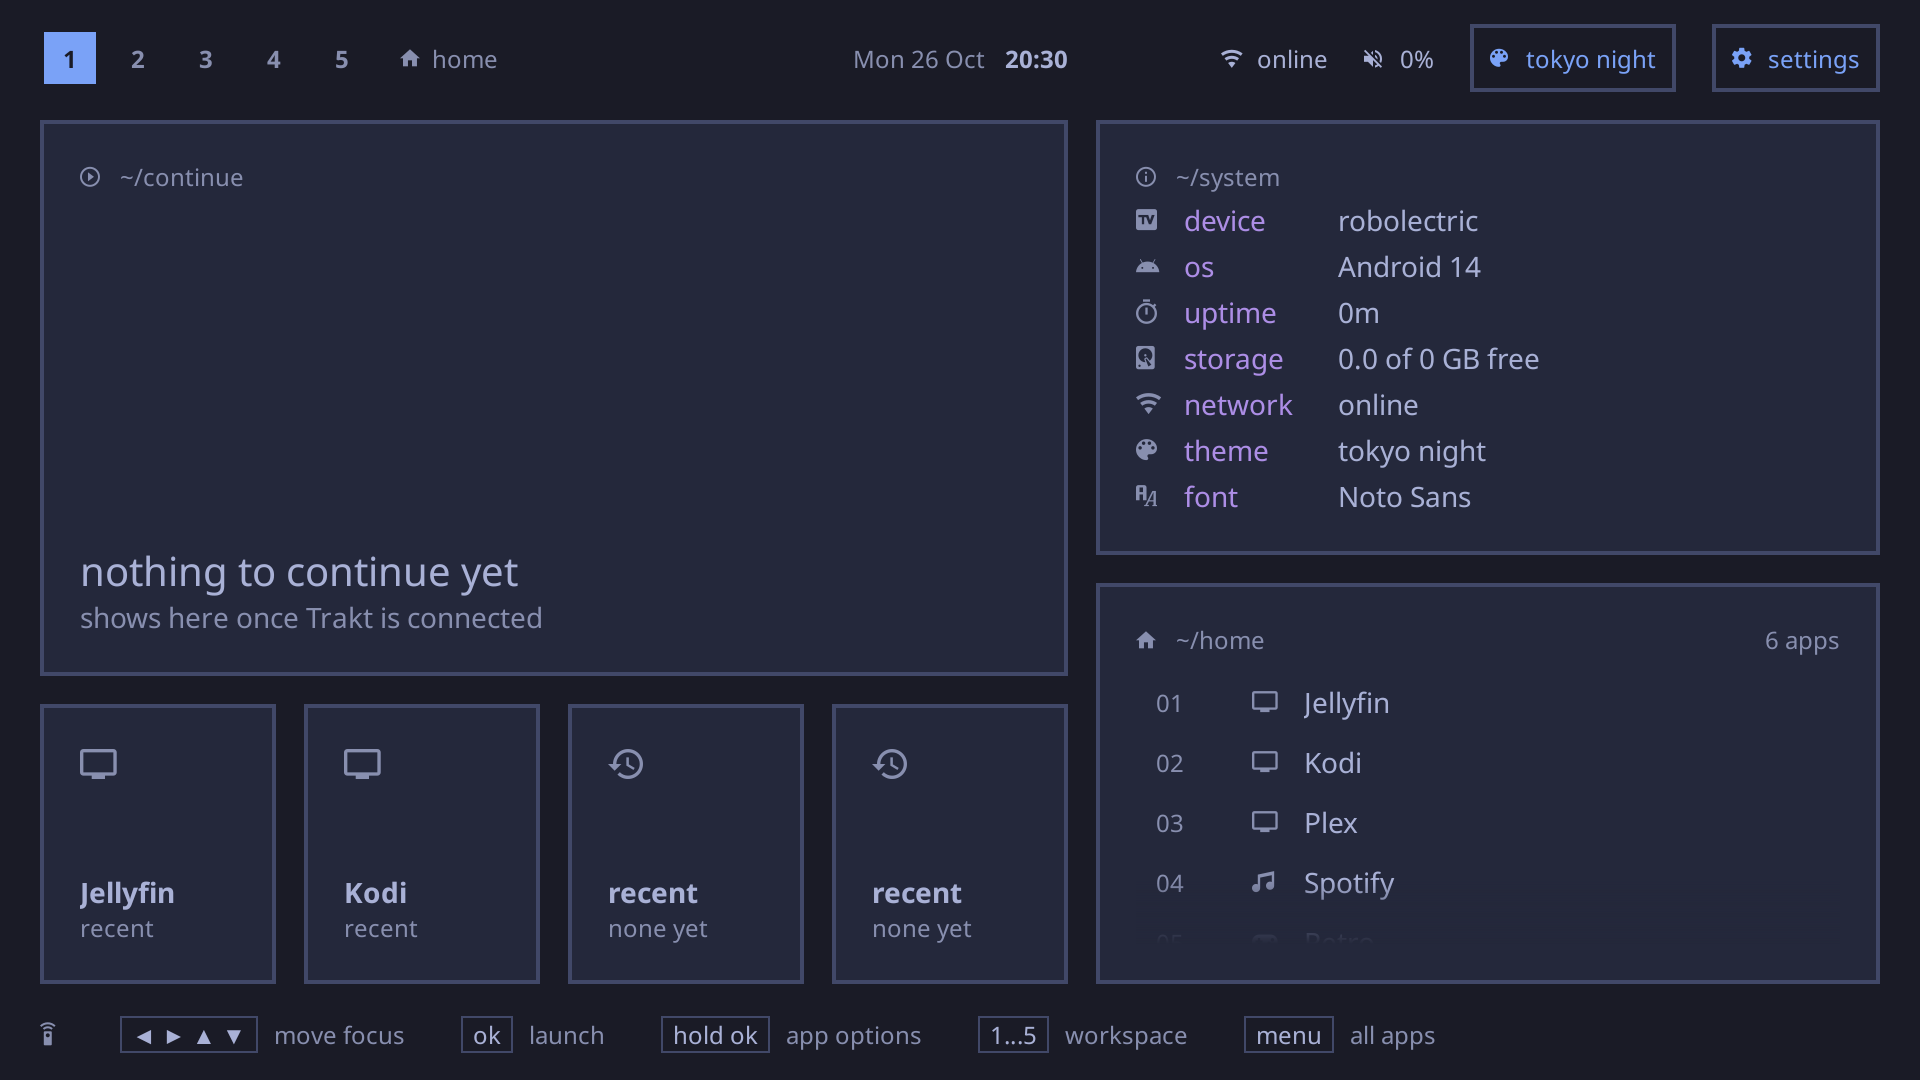 1 2 3 4 5 home Mon 26 Oct 20:30 online 0% tokyo night settings
~/continue
nothing to continue yet
shows here once Trakt is connected
~/system
device robolectric
os Android 14
uptime 0m
storage 0.0 of 0 GB free
network online
theme tokyo night
font Noto Sans
Jellyfin
recent
Kodi
recent
recent
none yet
recent
none yet
~/home 6 apps
01 Jellyfin
02 Kodi
03 Plex
04 Spotify
◀ ▶ ▲ ▼ move focus ok launch hold ok app options 1...5 workspace menu all apps